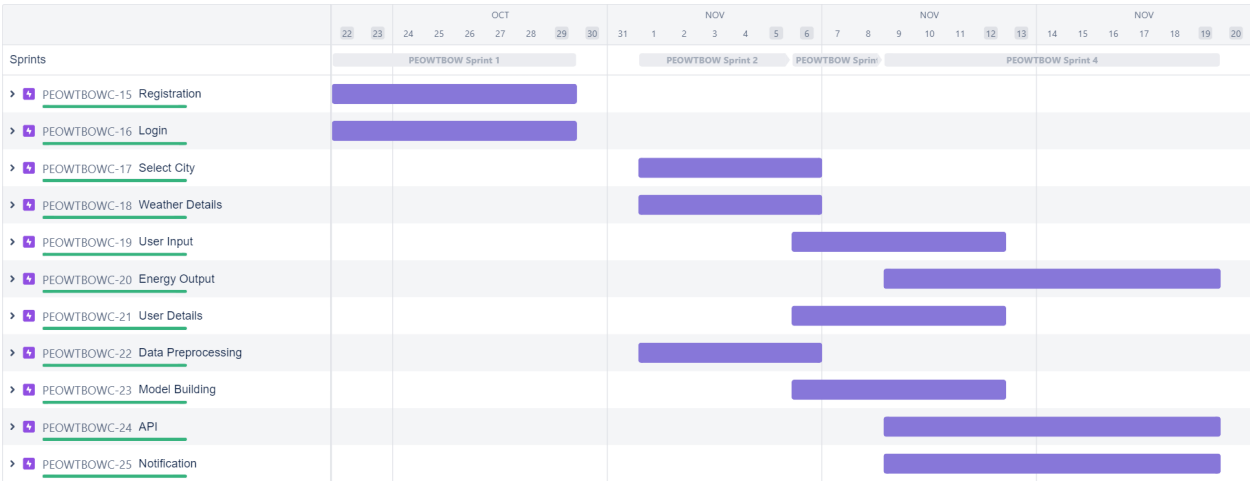 OCT NOV NOV NOV
22 23 24 25 26 27 28 29 30 31 1 2 3 4 5 6 7 8 9 10 11 12 13 14 15 16 17 18 19 20
Sprints PEOWTBOW Sprint 1 PEOWTBOW Sprint 2 PEOWTBOW Sprint PEOWTBOW Sprint 4
PEOWTBOWC-15 Registration
PEOWTBOWC-16 Login
PEOWTBOWC-17 Select City
PEOWTBOWC-18 Weather Details
PEOWTBOWC-19 User Input
PEOWTBOWC-20 Energy Output
PEOWTBOWC-21 User Details
PEOWTBOWC-22 Data Preprocessing
PEOWTBOWC-23 Model Building
PEOWTBOWC-24 API
PEOWTBOWC-25 Notification